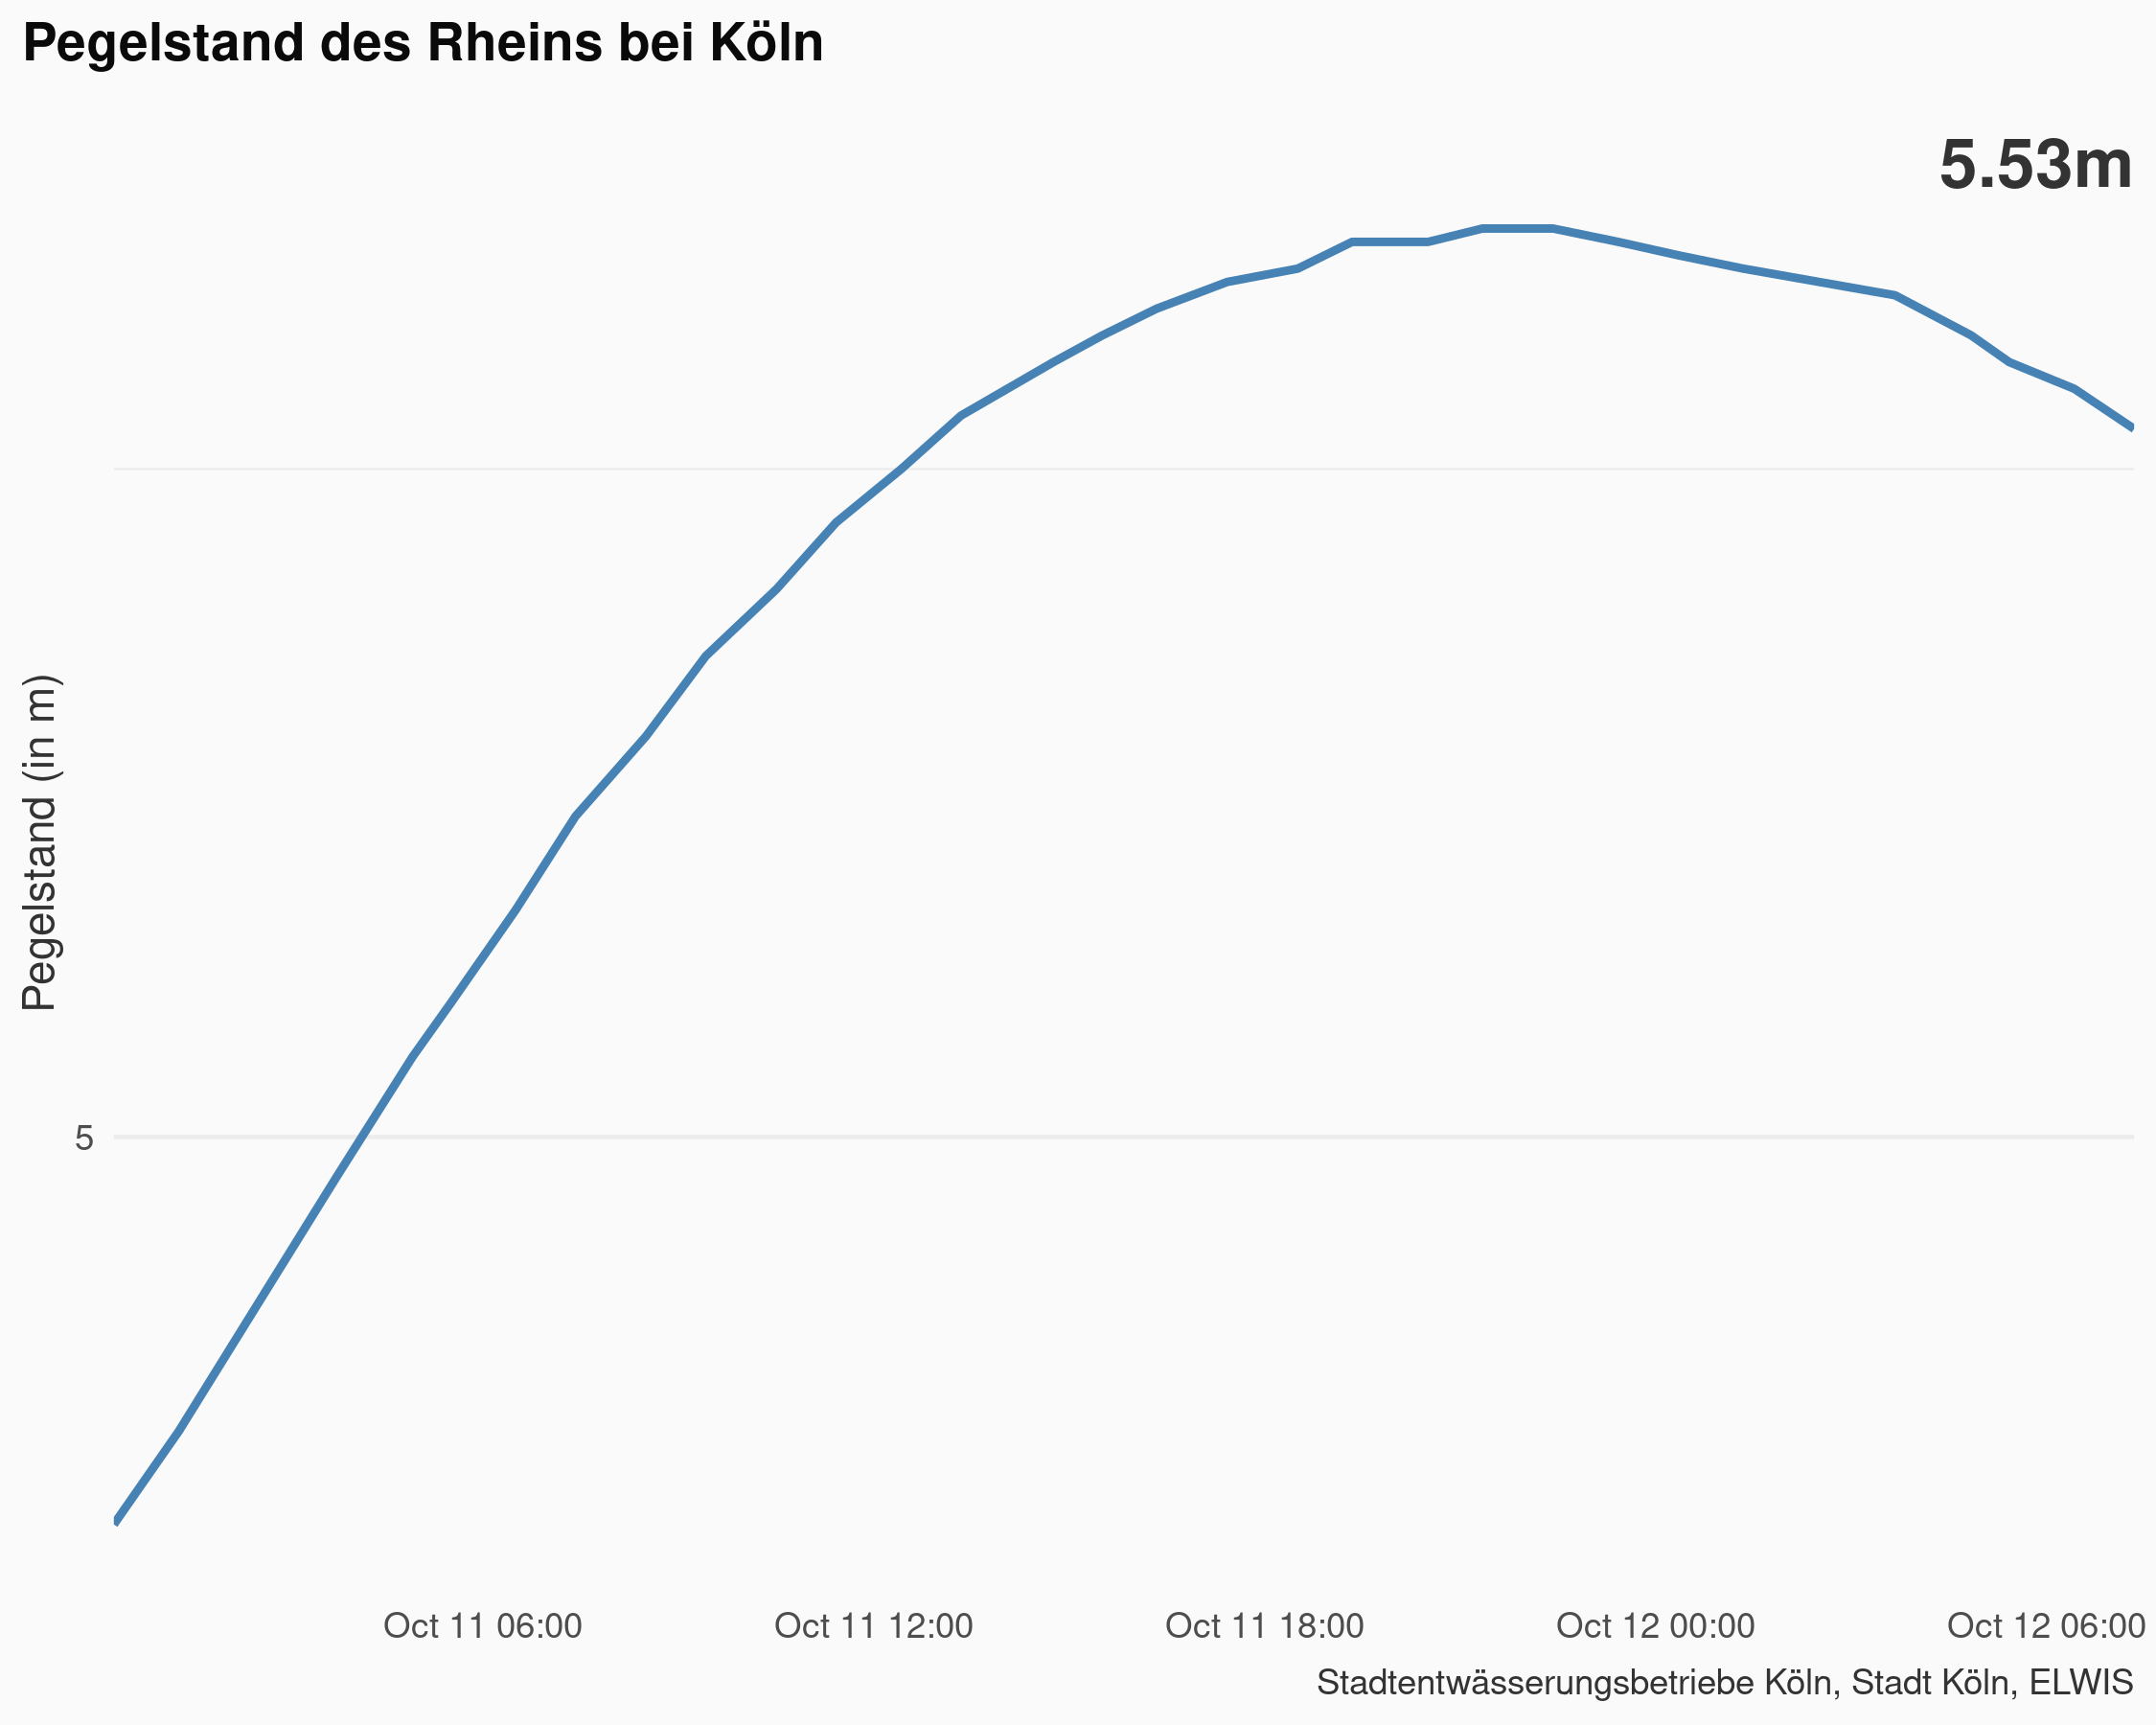 Pegelstand des Rheins bei Köln
5.53m
Pegelstand (in m)
5
Oct 11 06:00 Oct 11 12:00 Oct 11 18:00 Oct 12 00:00 Oct 12 06:00
Stadtentwässerungsbetriebe Köln, Stadt Köln, ELWIS